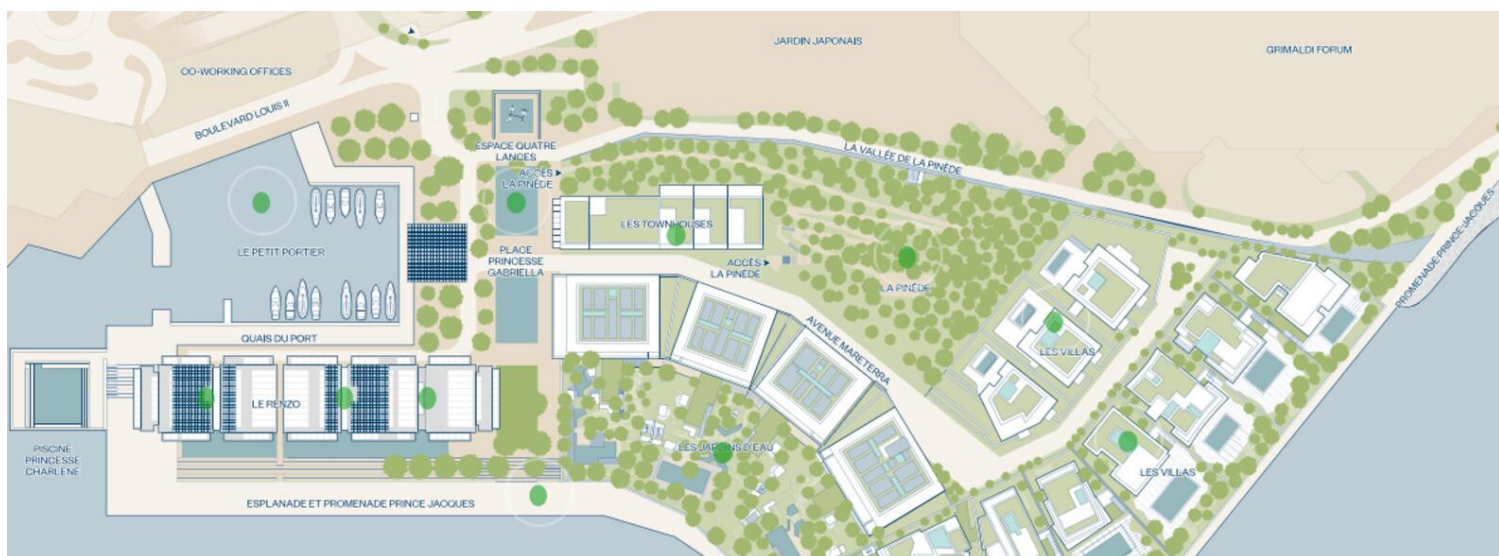 JARDIN JAPONAIS
GRIMALDI FORUM
CO-WORKING OFFICES
BOULEVARD LOUIS II
ESPACE QUATRE
LANCES
LA VALLÉE DE LA PINÈDE
ACCÈS
LA PINÈDE
PROMENADE PRINCE JACQUES
LES TOWNHOUSES
LE PETIT PORTIER
PLACE
PRINCESSE
GABRIELLA
ACCÈS
LA PINÈDE
LA PINÈDE
QUAIS DU PORT
AVENUE MARETERRA
LES VILLAS
LE RENZO
PISCINE
PRINCESSE
CHARLENE
LES JARDINS D'EAU
LES VILLAS
ESPLANADE ET PROMENADE PRINCE JACQUES